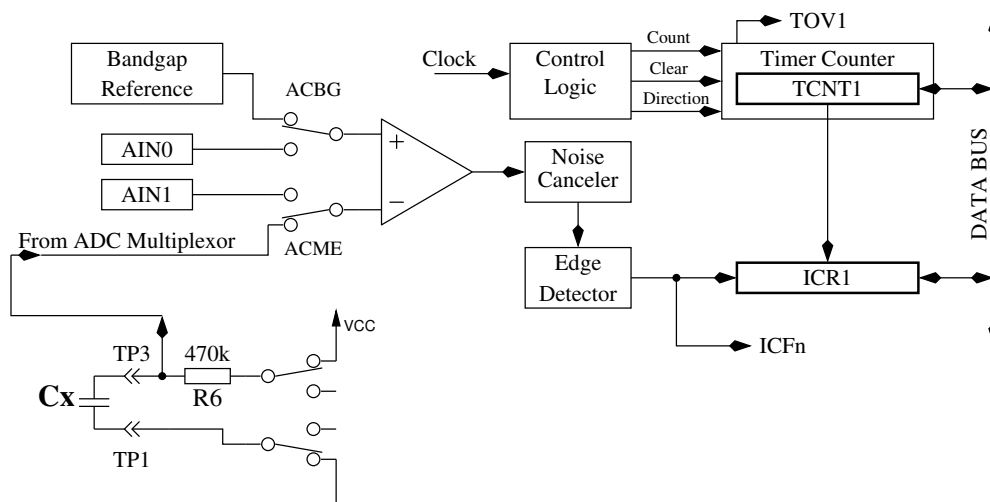 TOV1
Count
Clock
Control
Logic
Clear
Direction
Timer Counter
TCNT1
Bandgap
Reference
ACBG
AIN0
AIN1
+
−
Noise
Canceler
DATA BUS
From ADC Multiplexor
ACME
Edge
Detector
ICR1
ICFn
VCC
TP3
470k
R6
Cx
TP1